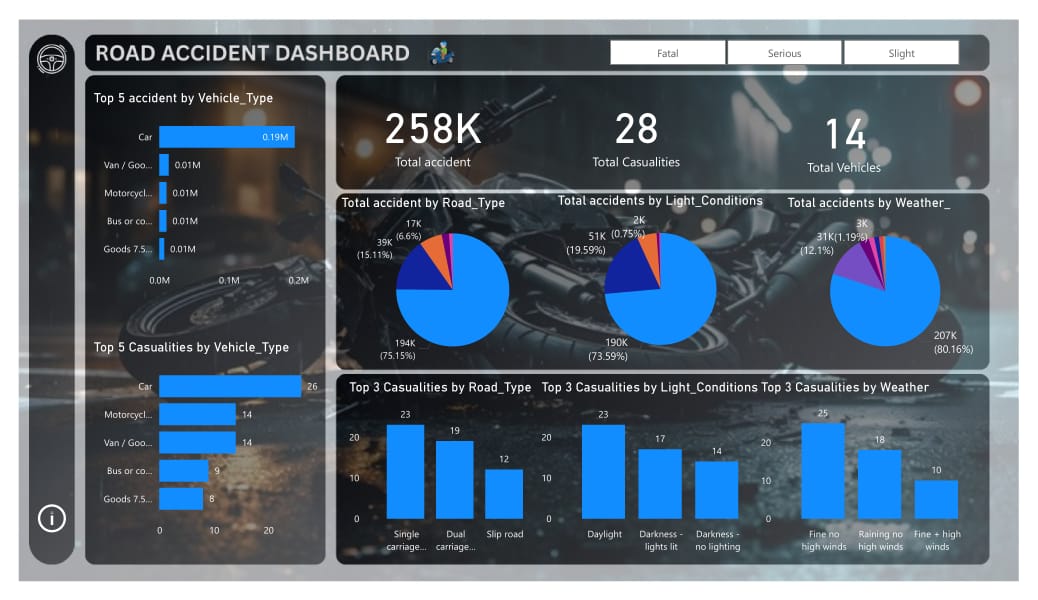 ROAD ACCIDENT DASHBOARD
Fatal
Serious
Slight
Top 5 accident by Vehicle_Type
Car
0.19M
Van / Goo...
0.01M
Motorcycl...
0.01M
Bus or co...
0.01M
Goods 7.5...
0.01M
0.0M
0.1M
0.2M
Top 5 Casualities by Vehicle_Type
Car
26
Motorcycl...
14
Van / Goo...
14
Bus or co...
9
Goods 7.5...
8
0
10
20
258K
Total accident
28
Total Casualities
14
Total Vehicles
Total accident by Road_Type
17K
(6.6%)
39K
(15.11%)
194K
(75.15%)
Total accidents by Light_Conditions
2K
(0.75%)
51K
(19.59%)
190K
(73.59%)
Total accidents by Weather_
3K
(1.19%)
31K
(12.1%)
207K
(80.16%)
Top 3 Casualities by Road_Type
20
10
0
23
19
12
Single
carriage...
Dual
carriage...
Slip road
Top 3 Casualities by Light_Conditions
20
10
0
23
17
14
Daylight
Darkness -
lights lit
Darkness -
no lighting
Top 3 Casualities by Weather
20
10
0
25
18
10
Fine no
high winds
Raining no
high winds
Fine + high
winds
i